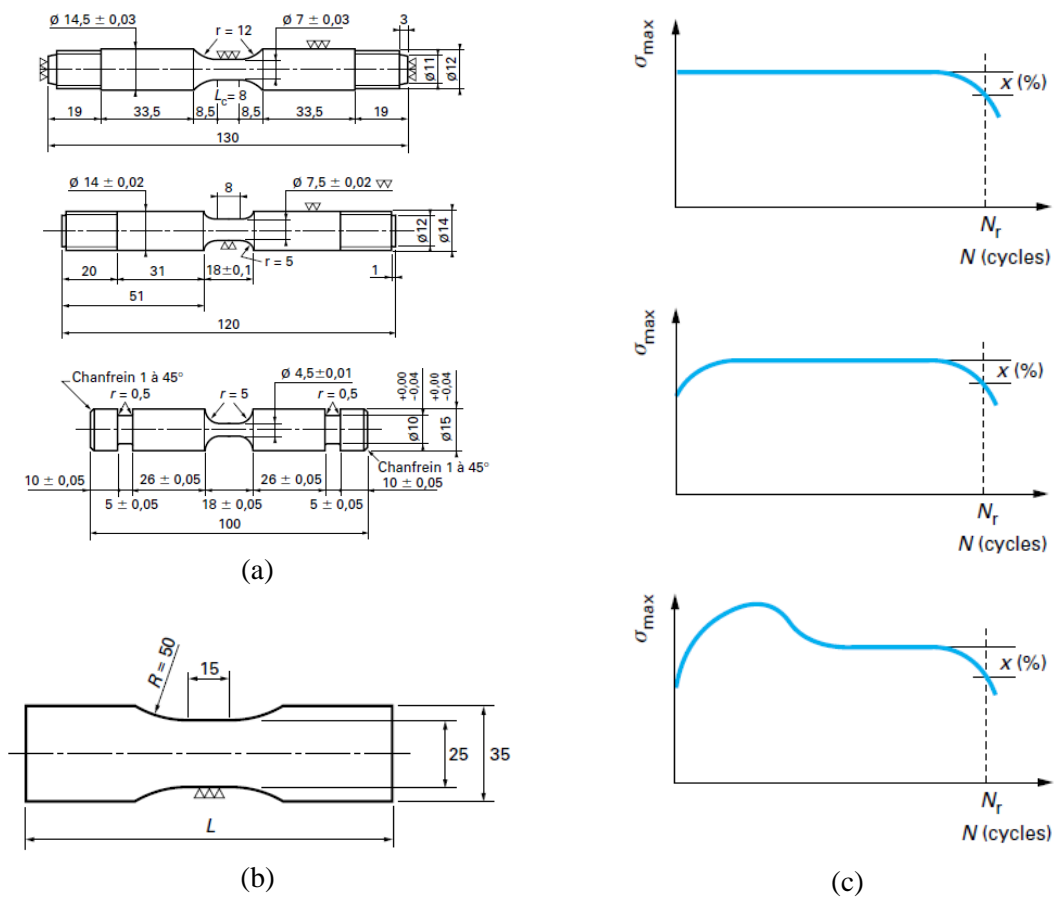 Ø 14,5 ± 0,03
Ø 7 ± 0,03
3
r = 12
Ø11
Ø12
Lc= 8
19
33,5
8,5
8,5
33,5
19
130
Ø 14 ± 0,02
8
Ø 7,5 ± 0,02
Ø12
Ø14
r = 5
20
31
18±0,1
1
51
120
Chanfrein 1 à 45°
r = 0,5
r = 5
Ø 4,5±0,01
r = 0,5
+0,00
-0,04
+0,00
-0,04
Ø10
Ø15
Chanfrein 1 à 45°
10 ± 0,05
26 ± 0,05
26 ± 0,05
10 ± 0,05
5 ± 0,05
18 ± 0,05
5 ± 0,05
100
(a)
R = 50
15
25
35
L
(b)
σmax
x (%)
Nr
N (cycles)
σmax
x (%)
Nr
N (cycles)
σmax
x (%)
Nr
N (cycles)
(c)